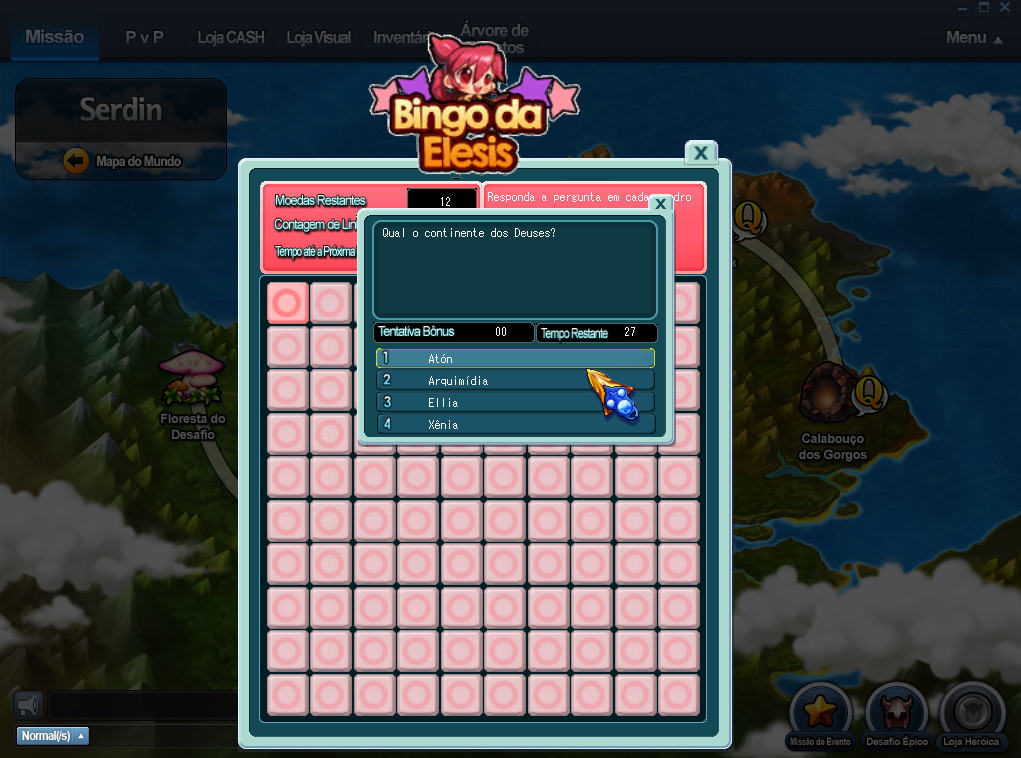 Missão
P v P
Loja CASH
Loja Visual
Inventár
Árvore de
tos
Menu
Serdin
Mapa do Mundo
Bingo da
Elesis
X
Moedas Restantes
12
Responda a pergunta em cada
dro
Contagem de Lin
Tempo até a Próxima
X
Qual o continente dos Deuses?
Tentativa Bônus
00
Tempo Restante
27
1 Atón
2 Arquimídia
3 Ellia
4 Xênia
Q
Floresta do
Desafio
Q
Calabouço
dos Gorgos
Normal(/s)
Missão de Evento
Desafio Épico
Loja Heróica